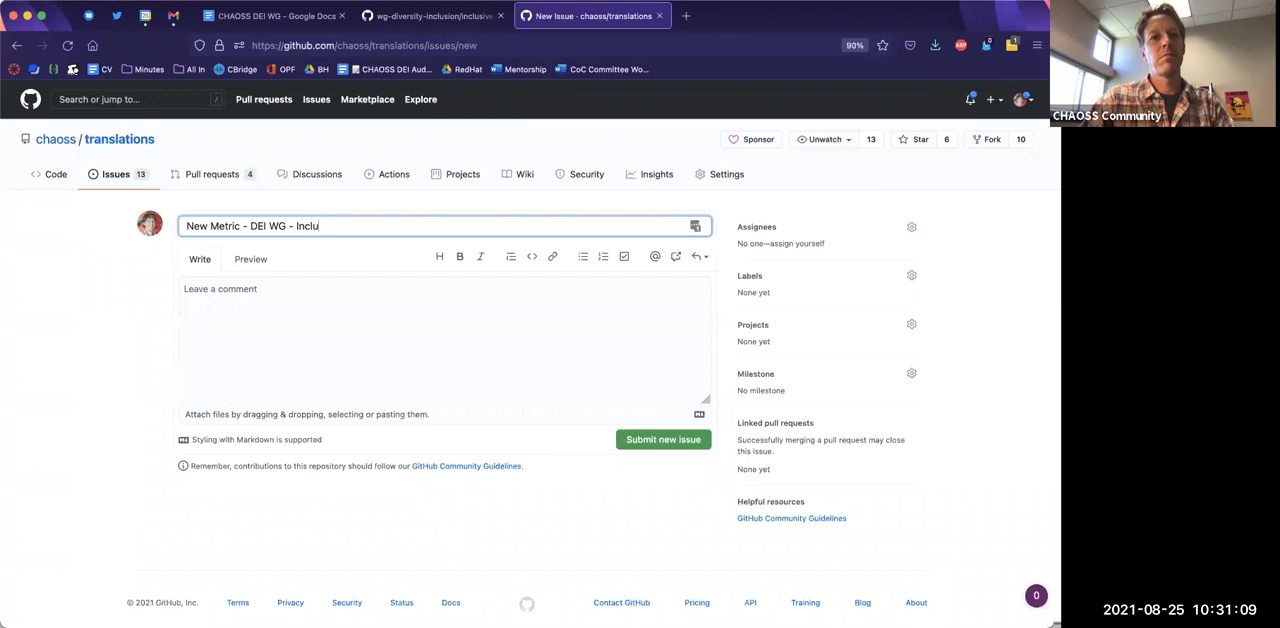 CHAOSS DEI WG - Google Docs
wg-diversity-inclusion/inclusive
New Issue · chaoss/translations
https://github.com/chaoss/translations/issues/new
90%
CV
Minutes
All In
CBridge
OPF
BH
CHAOSS DEI Aud...
RedHat
Mentorship
CoC Committee Wo...
Search or jump to...
/
Pull requests
Issues
Marketplace
Explore
CHAOSS Community
chaoss / translations
Sponsor
Unwatch
13
Star
6
Fork
10
Code
Issues 13
Pull requests 4
Discussions
Actions
Projects
Wiki
Security
Insights
Settings
New Metric - DEI WG - Inclu
Write
Preview
H B I
Leave a comment
Attach files by dragging & dropping, selecting or pasting them.
Styling with Markdown is supported
Submit new issue
Remember, contributions to this repository should follow our GitHub Community Guidelines.
Assignees
No one—assign yourself
Labels
None yet
Projects
None yet
Milestone
No milestone
Linked pull requests
Successfully merging a pull request may close
this issue.
None yet
Helpful resources
GitHub Community Guidelines
© 2021 GitHub, Inc.
Terms
Privacy
Security
Status
Docs
Contact GitHub
Pricing
API
Training
Blog
About
0
2021-08-25 10:31:09